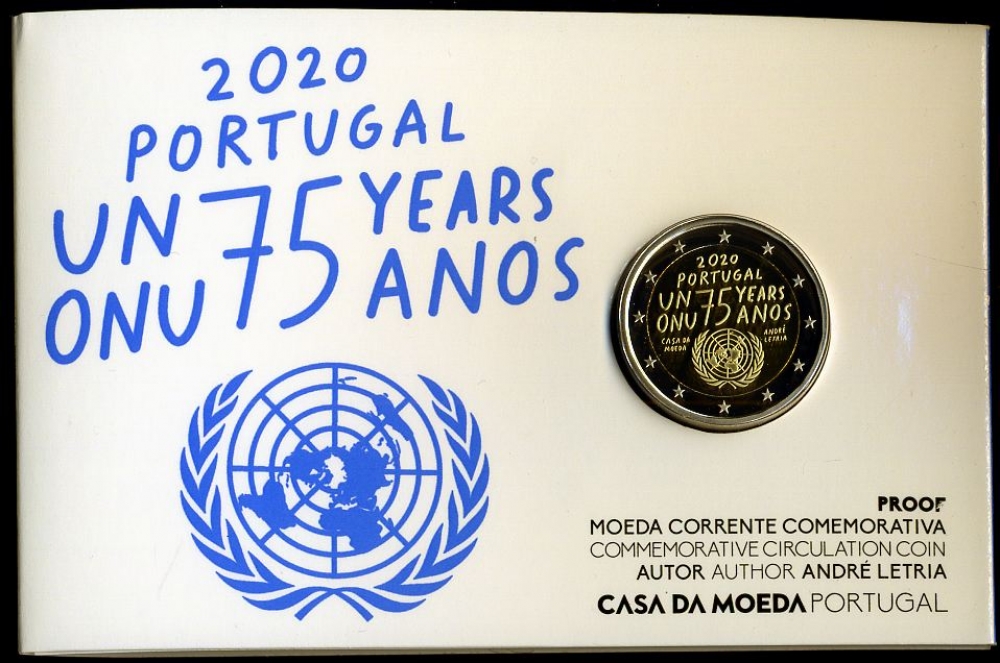 2020
PORTUGAL
UN 75 YEARS
ONU ANOS
2020
PORTUGAL
UN 75 YEARS
ONU ANOS
CASA DA
MOEDA
ANDRÉ
LETRIA
PROOF
MOEDA CORRENTE COMEMORATIVA
COMMEMORATIVE CIRCULATION COIN
AUTOR AUTHOR ANDRÉ LETRIA
CASA DA MOEDA PORTUGAL